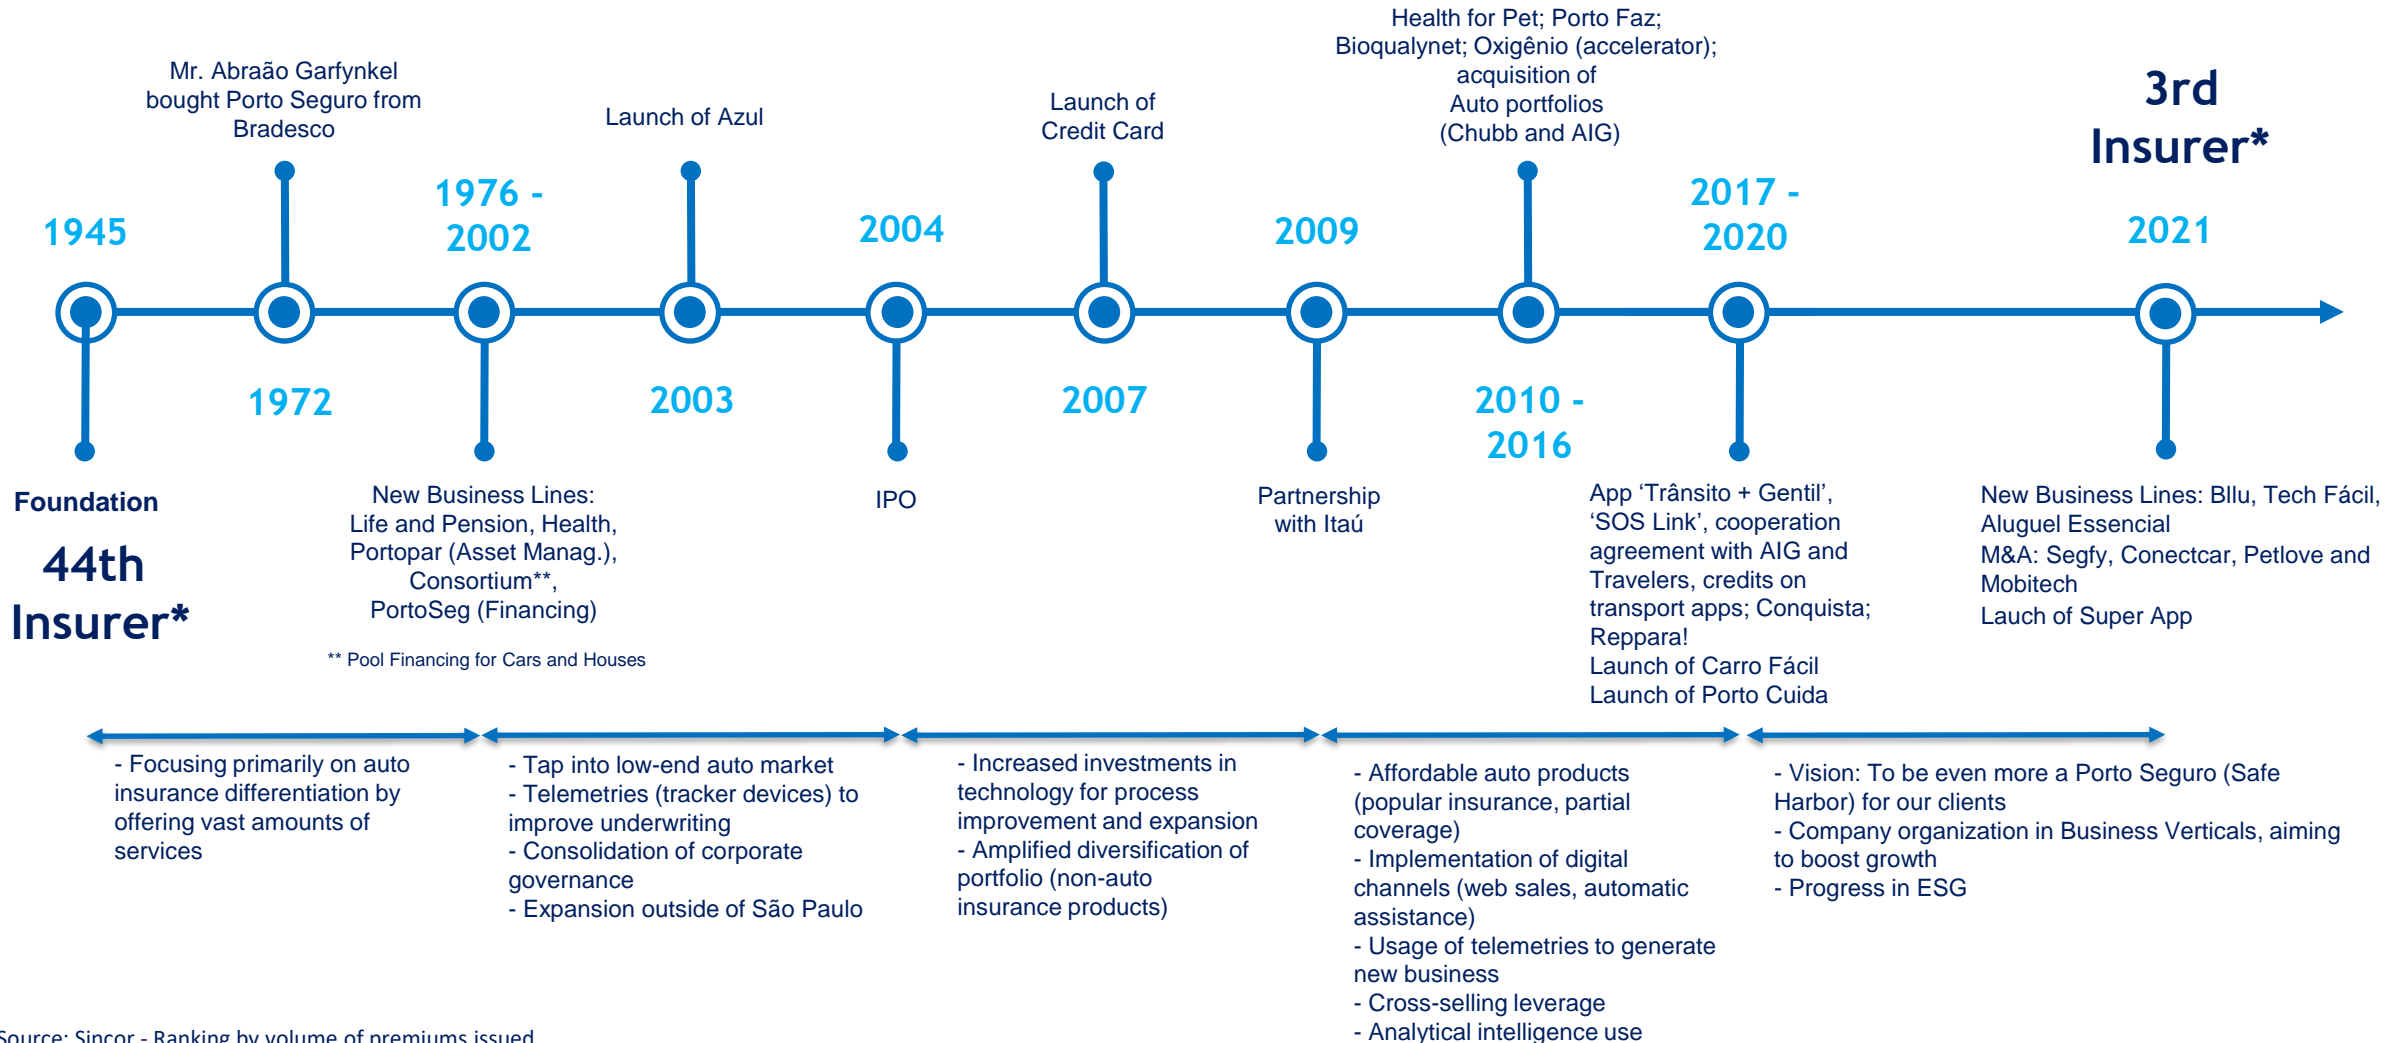 Mr. Abraão Garfynkel
bought Porto Seguro from
Bradesco
Launch of Azul
Launch of
Credit Card
Health for Pet; Porto Faz;
Bioqualynet; Oxigênio (accelerator);
acquisition of
Auto portfolios
(Chubb and AIG)
3rd
Insurer*
1945
1976 -
2002
2004
2009
2017 -
2020
2021
1972
2003
2007
2010 -
2016
Foundation
44th
Insurer*
New Business Lines:
Life and Pension, Health,
Portopar (Asset Manag.),
Consortium**,
PortoSeg (Financing)
** Pool Financing for Cars and Houses
IPO
Partnership
with Itaú
App ‘Trânsito + Gentil’,
‘SOS Link’, cooperation
agreement with AIG and
Travelers, credits on
transport apps; Conquista;
Reppara!
Launch of Carro Fácil
Launch of Porto Cuida
New Business Lines: Bllu, Tech Fácil,
Aluguel Essencial
M&A: Segfy, Conectcar, Petlove and
Mobitech
Lauch of Super App
- Focusing primarily on auto
insurance differentiation by
offering vast amounts of
services
- Tap into low-end auto market
- Telemetries (tracker devices) to
improve underwriting
- Consolidation of corporate
governance
- Expansion outside of São Paulo
- Increased investments in
technology for process
improvement and expansion
- Amplified diversification of
portfolio (non-auto
insurance products)
- Affordable auto products
(popular insurance, partial
coverage)
- Implementation of digital
channels (web sales, automatic
assistance)
- Usage of telemetries to generate
new business
- Cross-selling leverage
- Analytical intelligence use
- Vision: To be even more a Porto Seguro (Safe
Harbor) for our clients
- Company organization in Business Verticals, aiming
to boost growth
- Progress in ESG
Source: Sincor - Ranking by volume of premiums issued